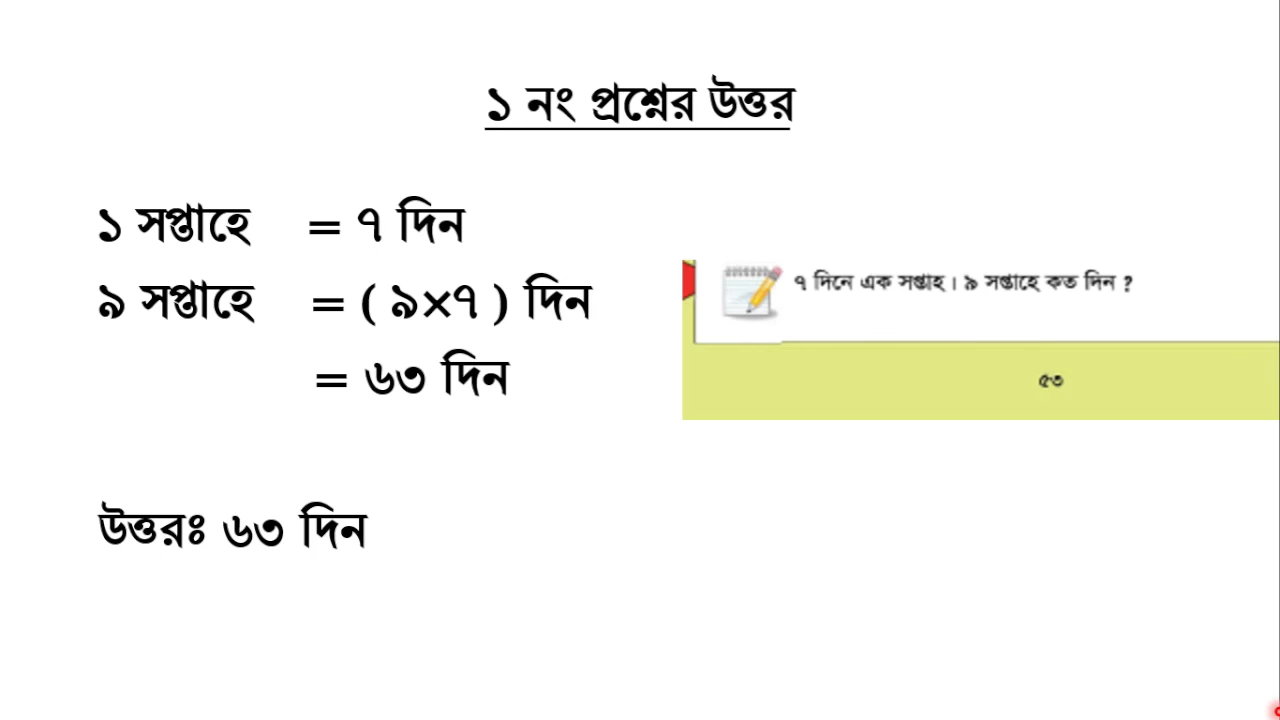 ১ নং প্রশ্নের উত্তর
১ সপ্তাহে = ৭ দিন
৯ সপ্তাহে = ( ৯×৭ ) দিন
= ৬৩ দিন
৭ দিনে এক সপ্তাহ। ৯ সপ্তাহে কত দিন ?
৫৩
উত্তরঃ ৬৩ দিন